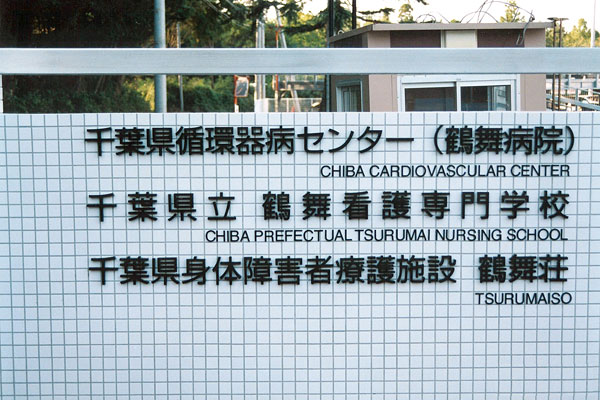 千葉県循環器病センター（鶴舞病院）
CHIBA CARDIOVASCULAR CENTER
千葉県立 鶴舞看護専門学校
CHIBA PREFECTUAL TSURUMAI NURSING SCHOOL
千葉県身体障害者療護施設 鶴舞荘
TSURUMAISO